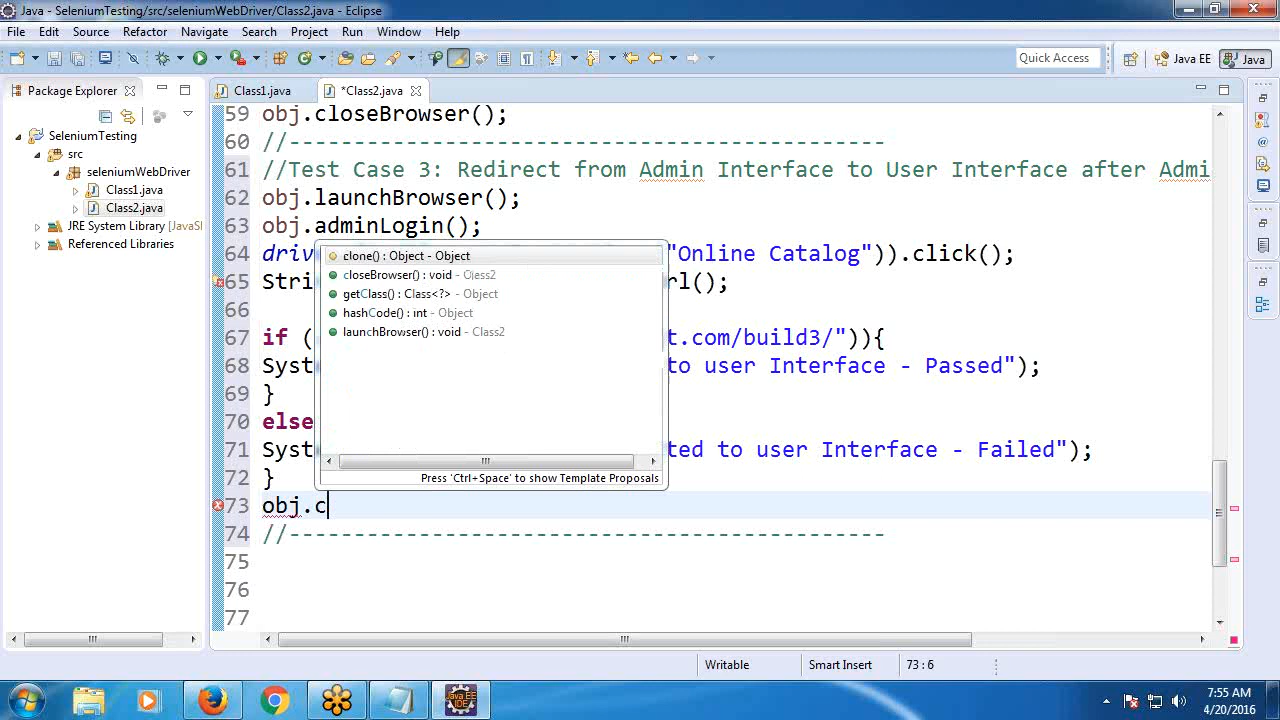 Java - SeleniumTesting/src/seleniumWebDriver/Class2.java - Eclipse
File Edit Source Refactor Navigate Search Project Run Window Help
Quick Access Java EE Java
Package Explorer
SeleniumTesting
src
seleniumWebDriver
Class1.java
Class2.java
JRE System Library [JavaSE
Referenced Libraries
Class1.java *Class2.java
59 obj.closeBrowser();
60 //----------------------------------------------
61 //Test Case 3: Redirect from Admin Interface to User Interface after Admi
62 obj.launchBrowser();
63 obj.adminLogin();
64 driv "Online Catalog")).click();
65 Stri rl();
66
67 if ( t.com/build3/")){
68 Syst to user Interface - Passed");
69 }
70 else
71 Syst ted to user Interface - Failed");
72 }
73 obj.c
74 //----------------------------------------------
75
76
77
clone() : Object - Object
closeBrowser() : void - Class2
getClass() : Class<?> - Object
hashCode() : int - Object
launchBrowser() : void - Class2
Press 'Ctrl+Space' to show Template Proposals
Writable Smart Insert 73 : 6
Java EE
IDE
7:55 AM
4/20/2016